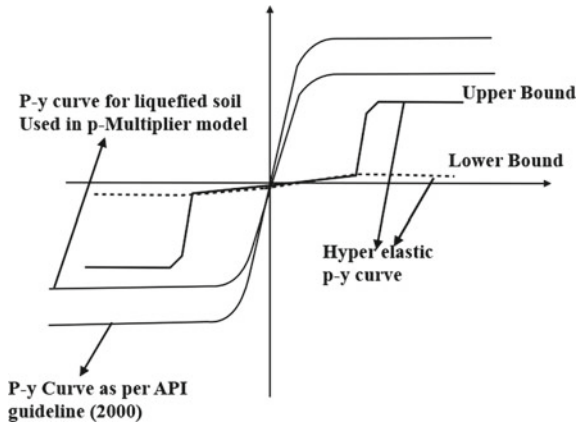 P-y curve for liquefied soil
Used in p-Multiplier model
Upper Bound
Lower Bound
Hyper elastic
p-y curve
P-y Curve as per API
guideline (2000)